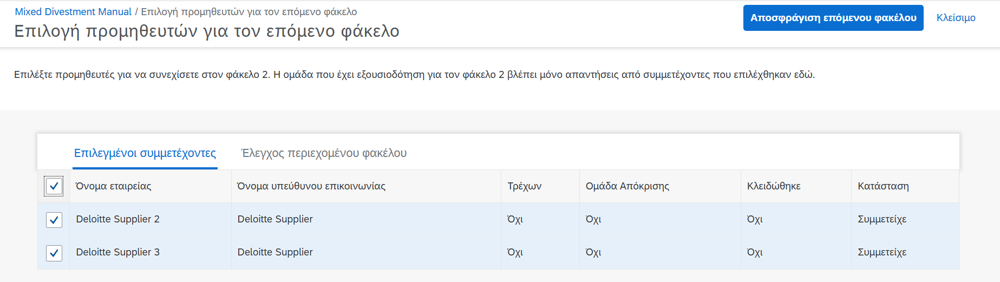 Mixed Divestment Manual / Επιλογή προμηθευτών για τον επόμενο φάκελο
Επιλογή προμηθευτών για τον επόμενο φάκελο
Αποσφράγιση επόμενου φακέλου
Κλείσιμο
Επιλέξτε προμηθευτές για να συνεχίσετε στον φάκελο 2. Η ομάδα που έχει εξουσιοδότηση για τον φάκελο 2 βλέπει μόνο απαντήσεις από συμμετέχοντες που επιλέχθηκαν εδώ.
Επιλεγμένοι συμμετέχοντες Έλεγχος περιεχομένου φακέλου
Όνομα εταιρείας Όνομα υπεύθυνου επικοινωνίας Τρέχων Ομάδα Απόκρισης Κλειδώθηκε Κατάσταση
Deloitte Supplier 2 Deloitte Supplier Όχι Όχι Όχι Συμμετείχε
Deloitte Supplier 3 Deloitte Supplier Όχι Όχι Όχι Συμμετείχε